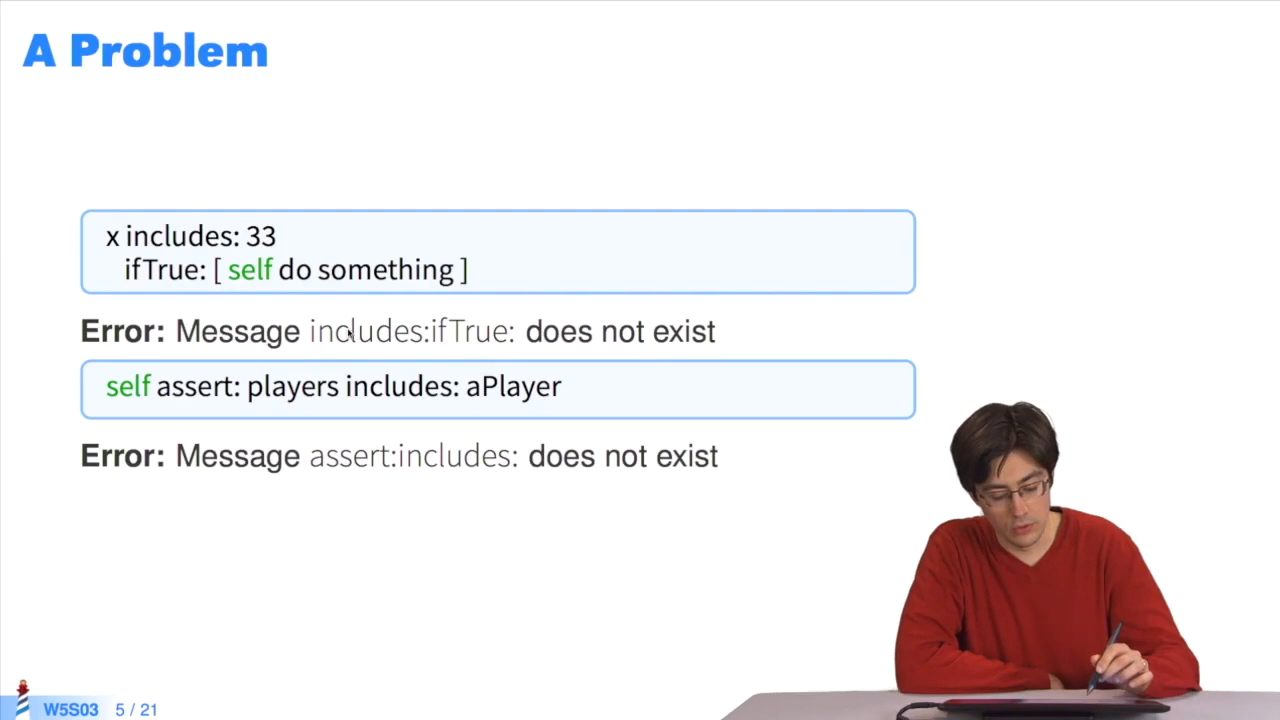 A Problem
x includes: 33
ifTrue: [ self do something ]
Error: Message includes:ifTrue: does not exist
self assert: players includes: aPlayer
Error: Message assert:includes: does not exist
W5S03 5 / 21